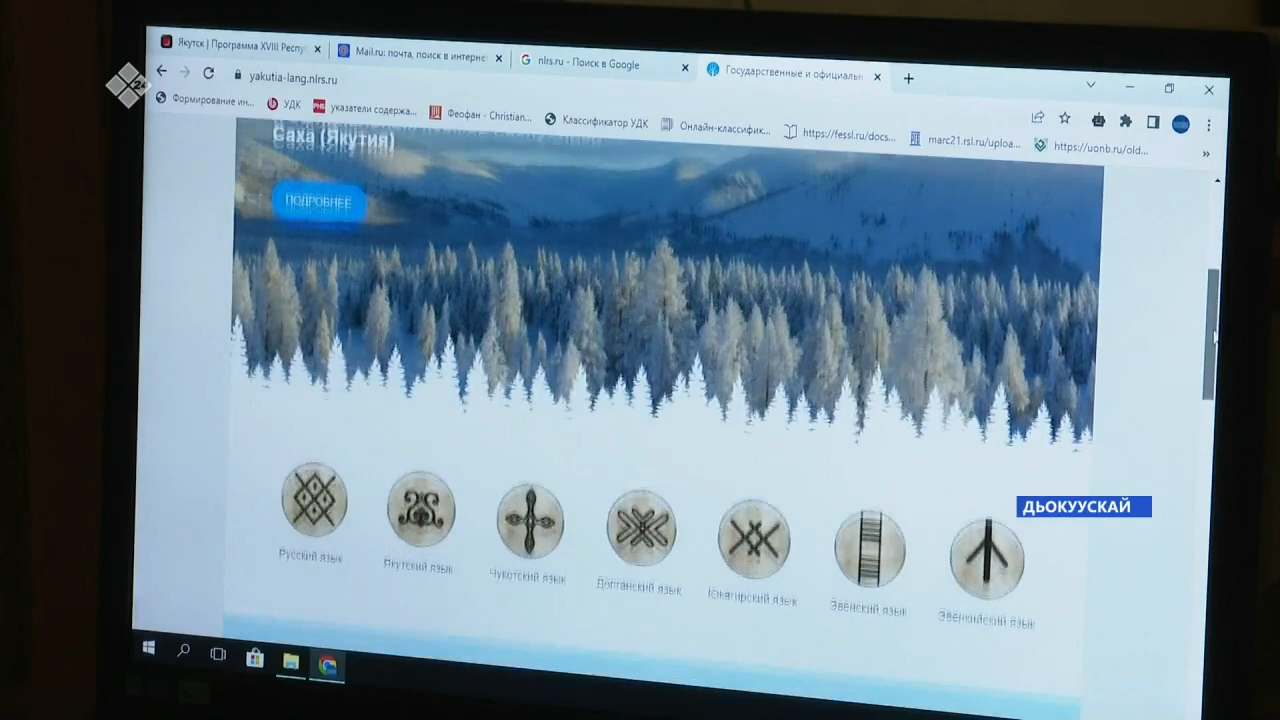 Якутск | Программа XVIII Респу
Mail.ru: почта, поиск в интерне
nlrs.ru - Поиск в Google
Государственные и официальн
yakutia-lang.nlrs.ru
Формирование ин...
УДК
указатели содержа...
Феофан - Christian...
Классификатор УДК
Онлайн-классифик...
https://fessl.ru/docs...
marc21.rsl.ru/uploa...
https://uonb.ru/old...
Саха (Якутия)
ПОДРОБНЕЕ
24
ДЬОКУУСКАЙ
Русский язык
Якутский язык
Чукотский язык
Долганский язык
Юкагирский язык
Эвенский язык
Эвенкийский язык